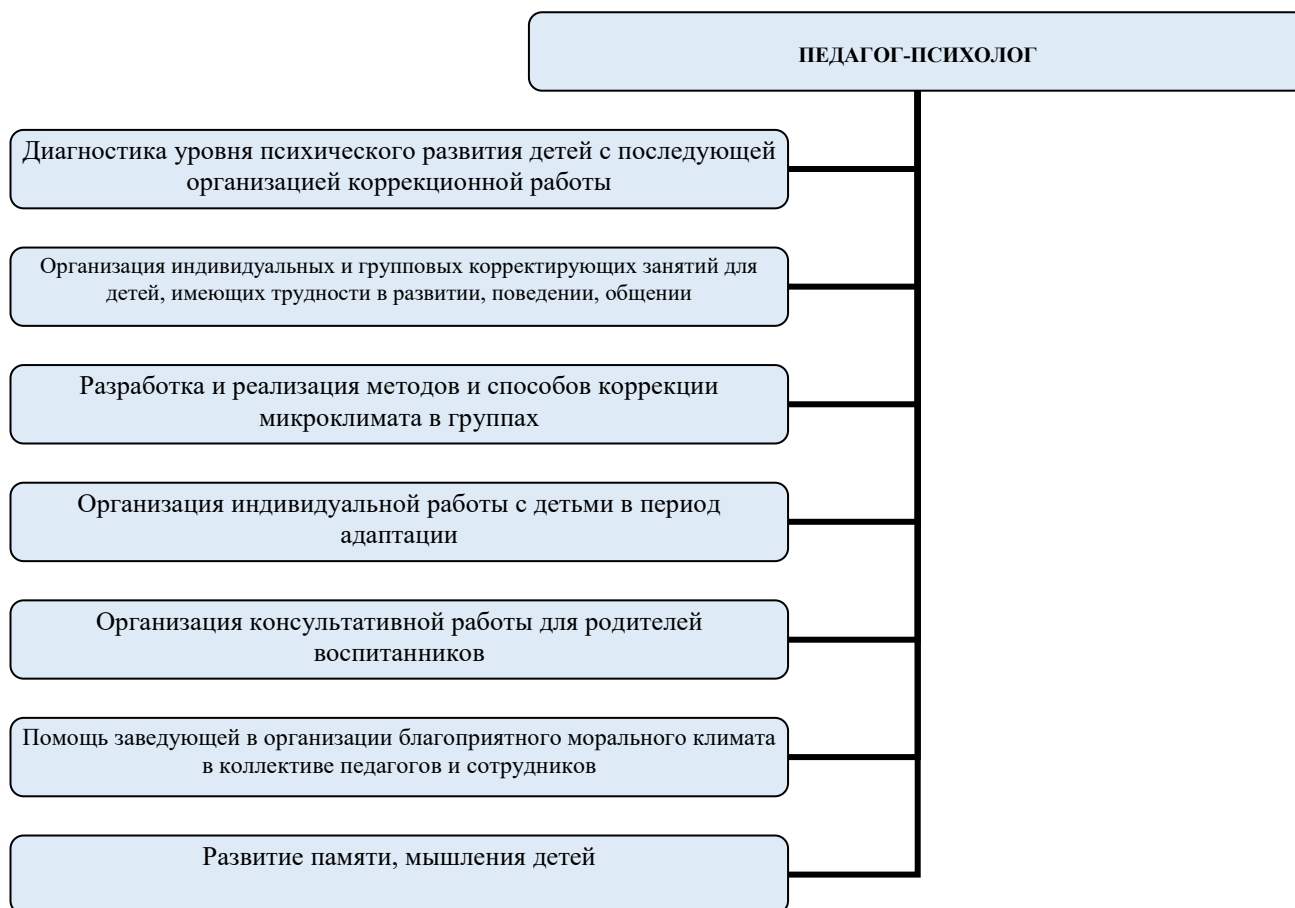 ПЕДАГОГ-ПСИХОЛОГ
Диагностика уровня психического развития детей с последующей
организацией коррекционной работы
Организация индивидуальных и групповых корректирующих занятий для
детей, имеющих трудности в развитии, поведении, общении
Разработка и реализация методов и способов коррекции
микроклимата в группах
Организация индивидуальной работы с детьми в период
адаптации
Организация консультативной работы для родителей
воспитанников
Помощь заведующей в организации благоприятного морального климата
в коллективе педагогов и сотрудников
Развитие памяти, мышления детей